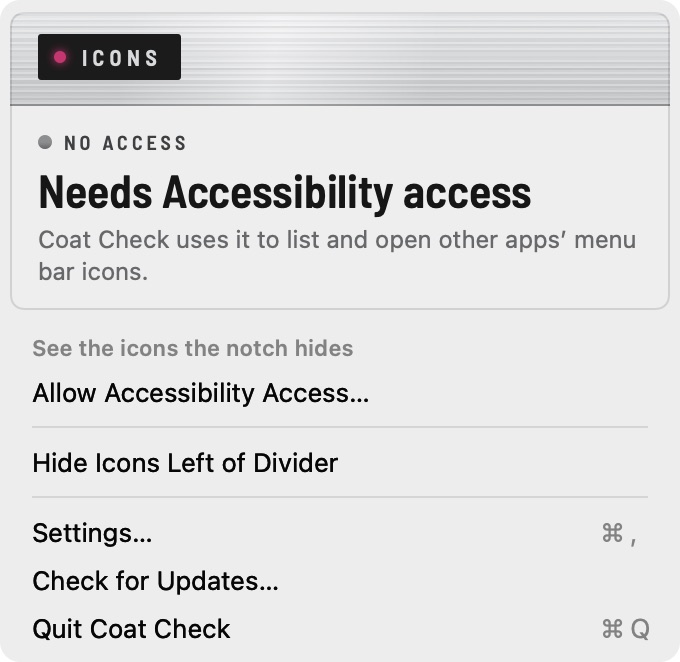 ICONS
NO ACCESS
Needs Accessibility access
Coat Check uses it to list and open other apps’ menu
bar icons.
See the icons the notch hides
Allow Accessibility Access...
Hide Icons Left of Divider
Settings... ⌘ ,
Check for Updates...
Quit Coat Check ⌘ Q